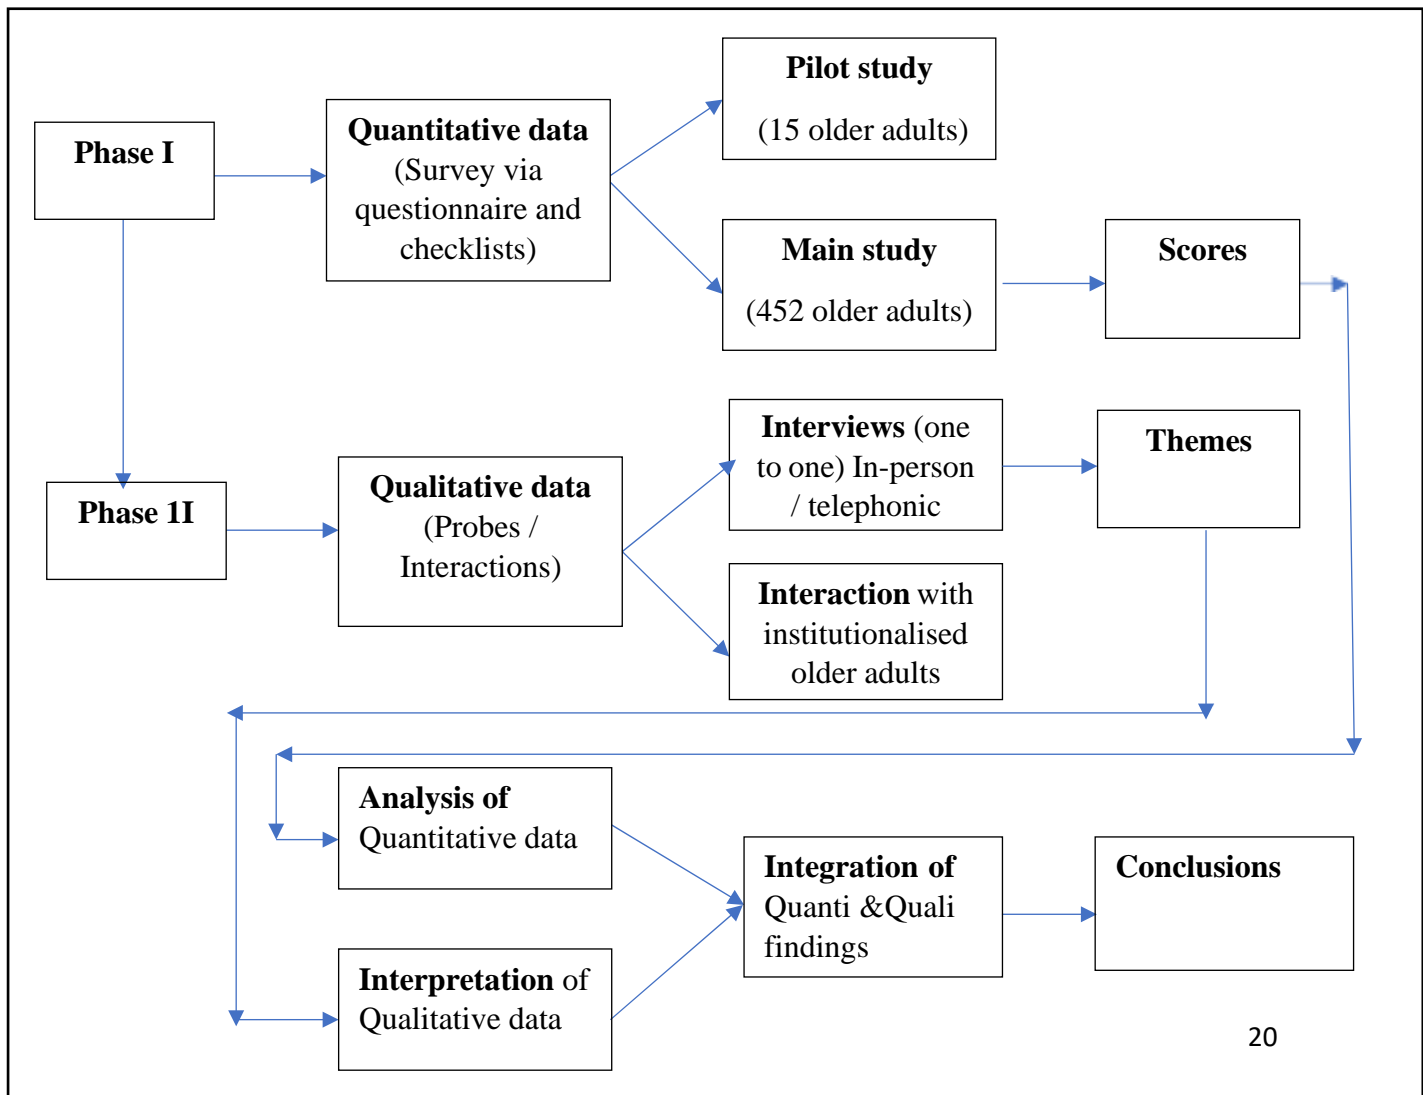 Phase I
Quantitative data
(Survey via
questionnaire and
checklists)
Pilot study
(15 older adults)
Main study
(452 older adults)
Scores
Phase 1I
Qualitative data
(Probes /
Interactions)
Interviews (one
to one) In-person
/ telephonic
Themes
Interaction with
institutionalised
older adults
Analysis of
Quantitative data
Interpretation of
Qualitative data
Integration of
Quanti &Quali
findings
Conclusions
20